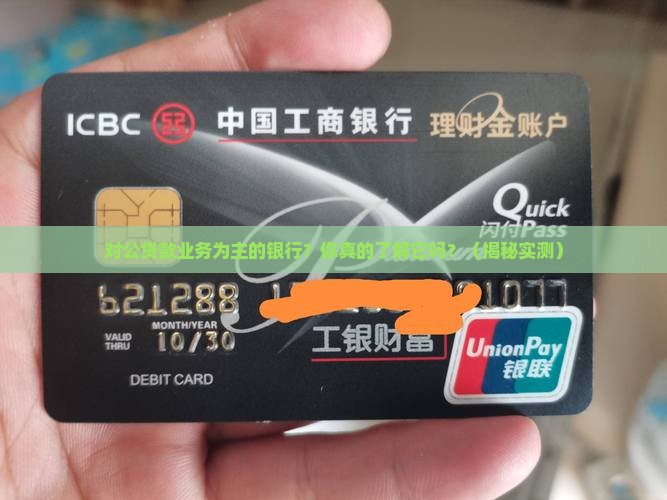 ICBC 中国工商银行 理财金账户
Quick
闪付Pass
对公贷款业务为主的银行？你真的了解它吗？（揭秘实测）
621288 01077
MONTH/YEAR
VALID THRU 10/30
工银财富
UnionPay
银联
DEBIT CARD